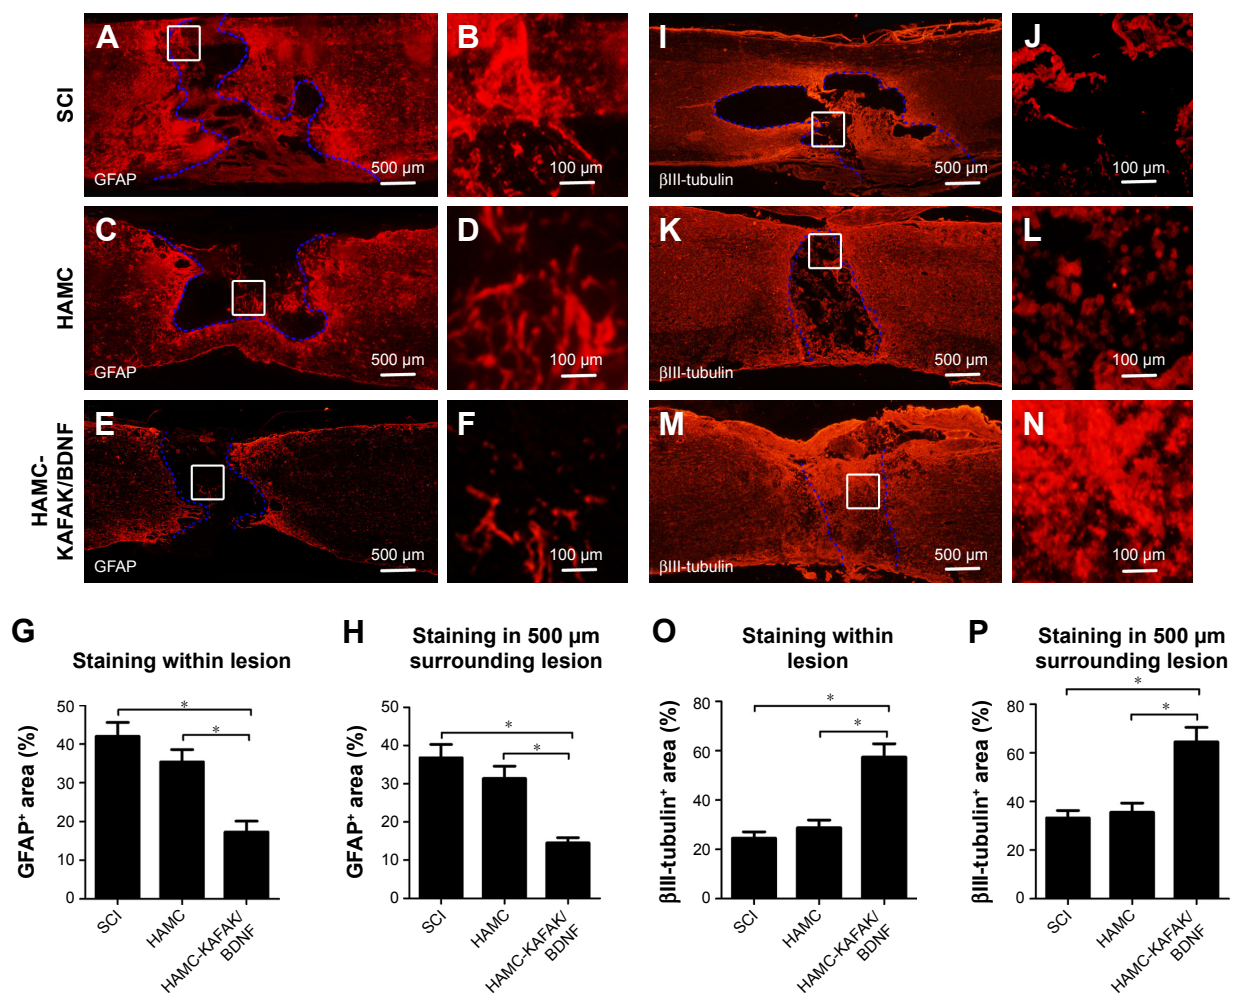 A
B
I
J
SCI
GFAP
500 µm
100 µm
βIII-tubulin
500 µm
100 µm
C
D
K
L
HAMC
GFAP
500 µm
100 µm
βIII-tubulin
500 µm
100 µm
E
F
M
N
HAMC-
KAFAK/BDNF
GFAP
500 µm
100 µm
βIII-tubulin
500 µm
100 µm
G
Staining within lesion
GFAP⁺ area (%)
50
40
30
20
10
0
*
*
SCI
HAMC
HAMC-KAFAK/
BDNF
H
Staining in 500 µm
surrounding lesion
GFAP⁺ area (%)
50
40
30
20
10
0
*
*
SCI
HAMC
HAMC-KAFAK/
BDNF
O
Staining within
lesion
βIII-tubulin⁺ area (%)
80
60
40
20
0
*
*
SCI
HAMC
HAMC-KAFAK/
BDNF
P
Staining in 500 µm
surrounding lesion
βIII-tubulin⁺ area (%)
80
60
40
20
0
*
*
SCI
HAMC
HAMC-KAFAK/
BDNF